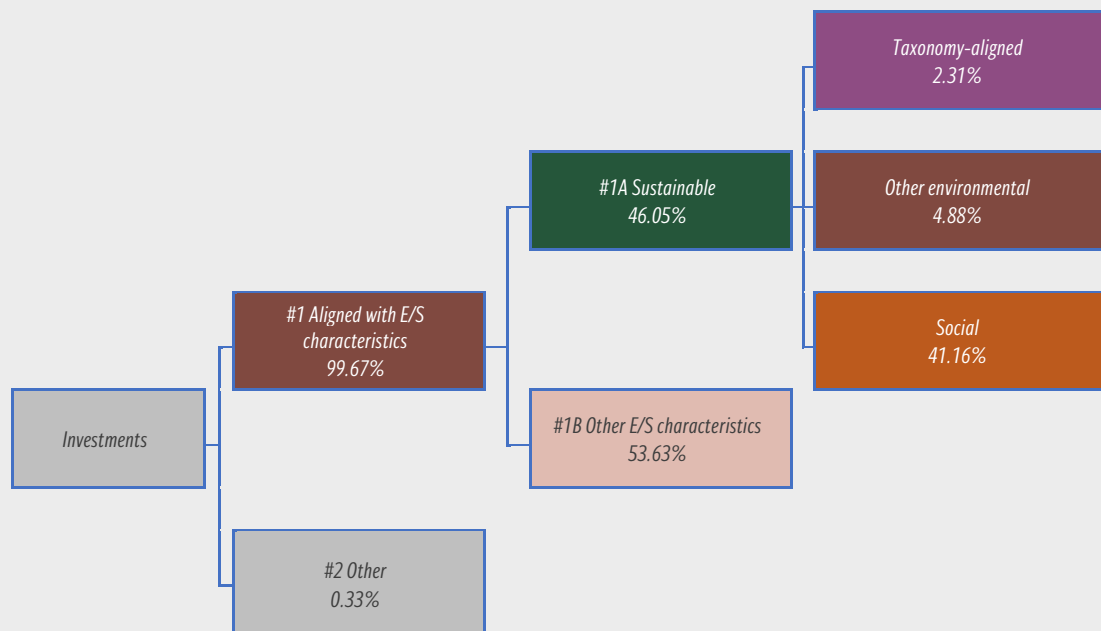 Taxonomy-aligned
2.31%
#1A Sustainable
46.05%
Other environmental
4.88%
#1 Aligned with E/S
characteristics
99.67%
Social
41.16%
Investments
#1B Other E/S characteristics
53.63%
#2 Other
0.33%